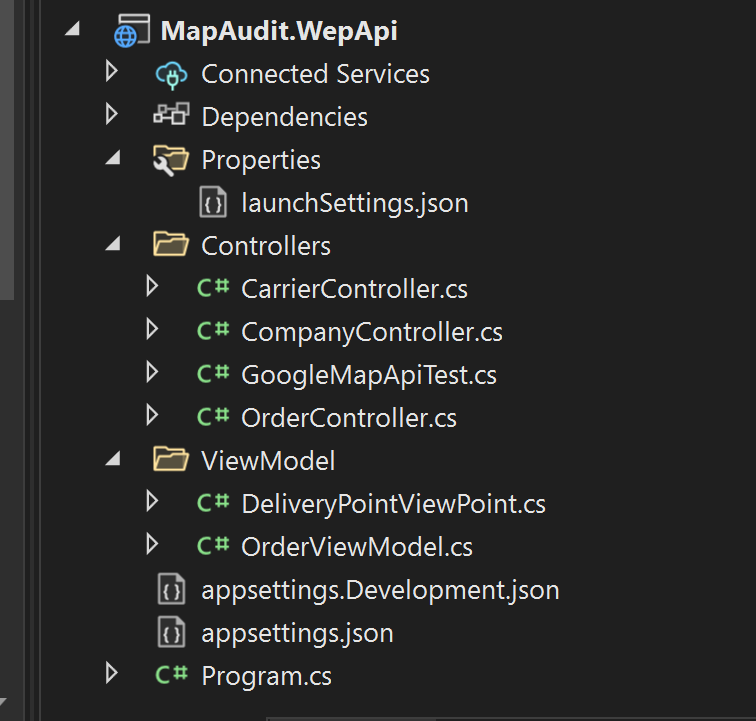 MapAudit.WepApi
Connected Services
Dependencies
Properties
launchSettings.json
Controllers
C# CarrierController.cs
C# CompanyController.cs
C# GoogleMapApiTest.cs
C# OrderController.cs
ViewModel
C# DeliveryPointViewPoint.cs
C# OrderViewModel.cs
appsettings.Development.json
appsettings.json
C# Program.cs